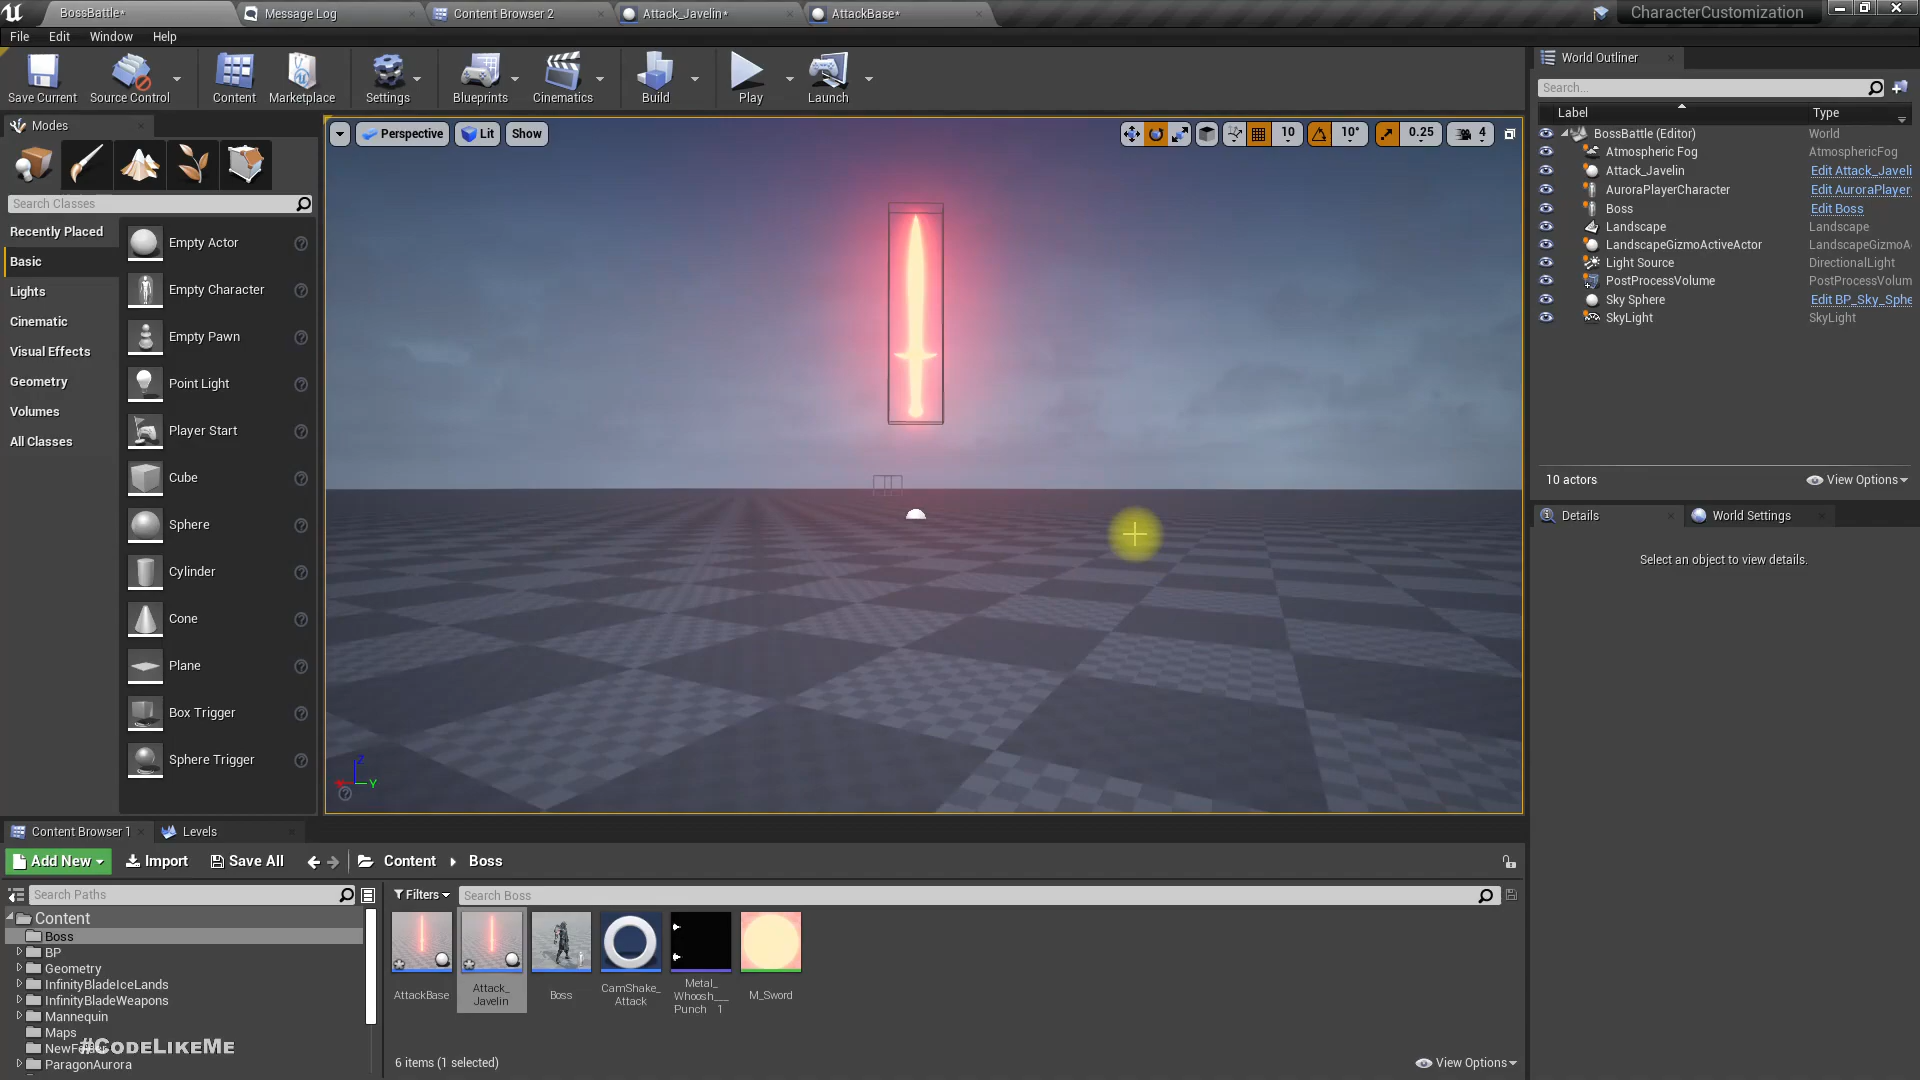 BossBattle*
Message Log
Content Browser 2
Attack_Javelin*
AttackBase*
CharacterCustomization
File Edit Window Help
Save Current
Source Control
Content
Marketplace
Settings
Blueprints
Cinematics
Build
Play
Launch
Modes
Search Classes
Recently Placed
Basic
Lights
Cinematic
Visual Effects
Geometry
Volumes
All Classes
Empty Actor
Empty Character
Empty Pawn
Point Light
Player Start
Cube
Sphere
Cylinder
Cone
Plane
Box Trigger
Sphere Trigger
Perspective
Lit
Show
10
10°
0.25
4
Z
Y
World Outliner
Search...
Label Type
BossBattle (Editor) World
Atmospheric Fog AtmosphericFog
Attack_Javelin Edit Attack_Javeli
AuroraPlayerCharacter Edit AuroraPlayer
Boss Edit Boss
Landscape Landscape
LandscapeGizmoActiveActor LandscapeGizmoA
Light Source DirectionalLight
PostProcessVolume PostProcessVolum
Sky Sphere Edit BP_Sky_Sphe
SkyLight SkyLight
10 actors
View Options
Details
World Settings
Select an object to view details.
Content Browser 1
Levels
Add New
Import
Save All
Content
Boss
Search Paths
Filters
Search Boss
Content
Boss
BP
Geometry
InfinityBladeIceLands
InfinityBladeWeapons
Mannequin
Maps
ParagonAurora
#CodeLikeMe
AttackBase
Attack_
Javelin
Boss
CamShake_
Attack
Metal_
Whoosh___
Punch__1
M_Sword
6 items (1 selected)
View Options